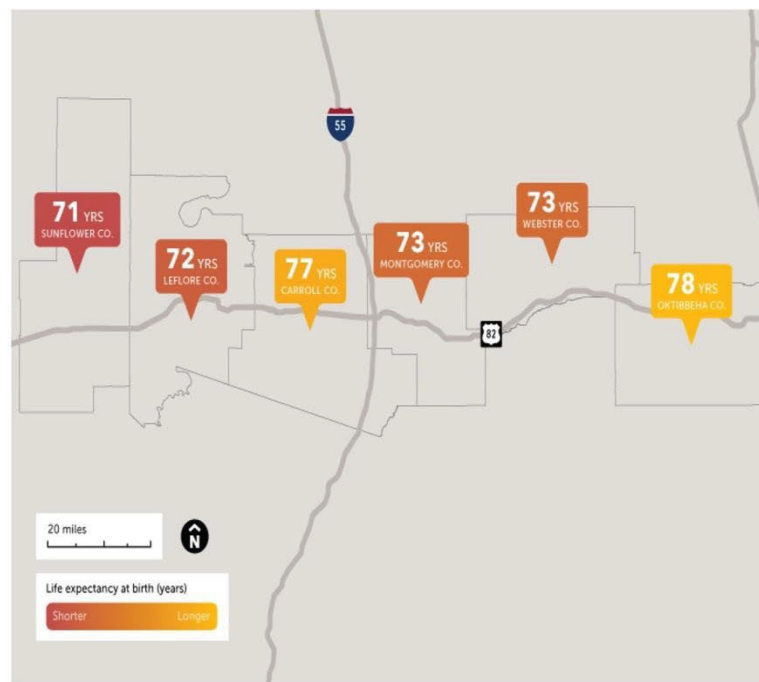 55
71 YRS
SUNFLOWER CO.
72 YRS
LEFLORE CO.
77 YRS
CARROLL CO.
73 YRS
MONTGOMERY CO.
73 YRS
WEBSTER CO.
78 YRS
OKTIBBEHA CO.
82
20 miles
N
Life expectancy at birth (years)
Shorter Longer